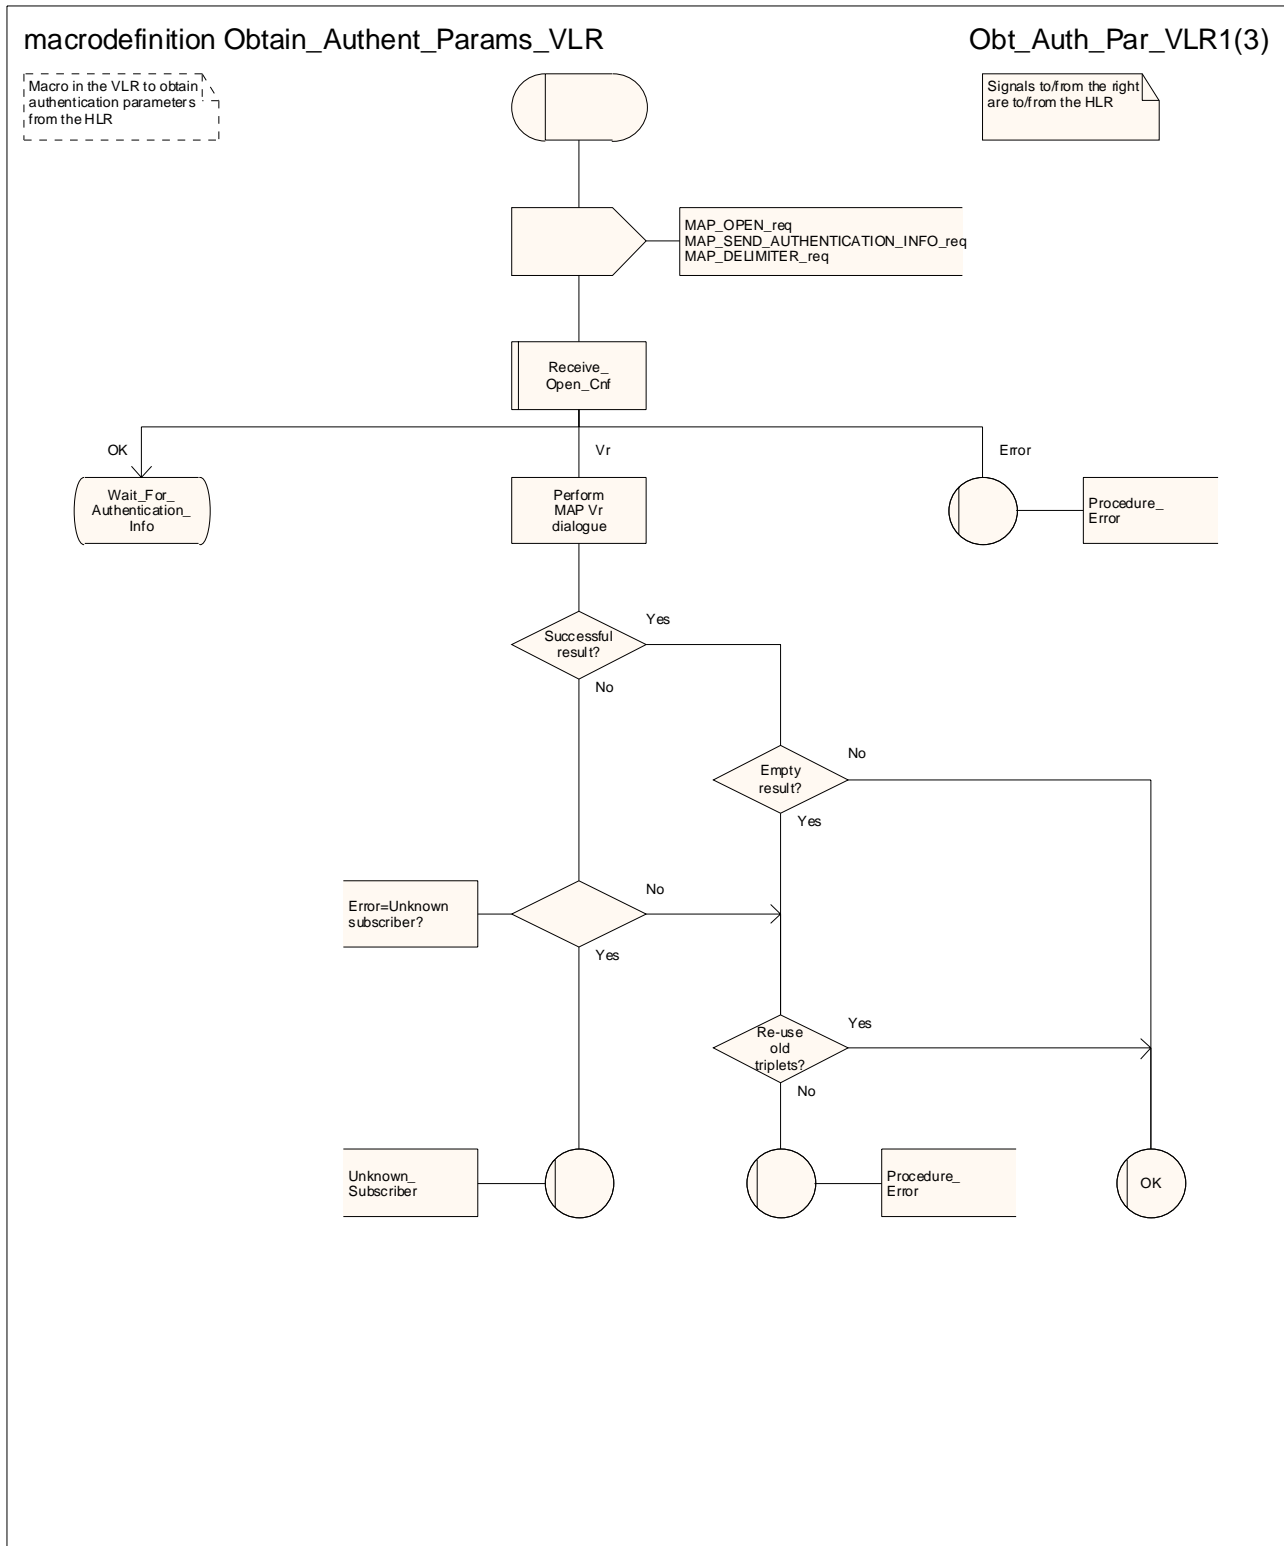 macrodefinition Obtain_Authent_Params_VLR
Obt_Auth_Par_VLR1(3)
Macro in the VLR to obtain
authentication parameters
from the HLR
Signals to/from the right
are to/from the HLR
MAP_OPEN_req
MAP_SEND_AUTHENTICATION_INFO_req
MAP_DELIMITER_req
Receive_
Open_Cnf
OK
Vr
Error
Wait_For_
Authentication_
Info
Perform
MAP Vr
dialogue
Procedure_
Error
Successful
result?
Yes
No
Empty
result?
No
Yes
Error=Unknown
subscriber?
No
Yes
Re-use
old
triplets?
Yes
No
Unknown_
Subscriber
Procedure_
Error
OK